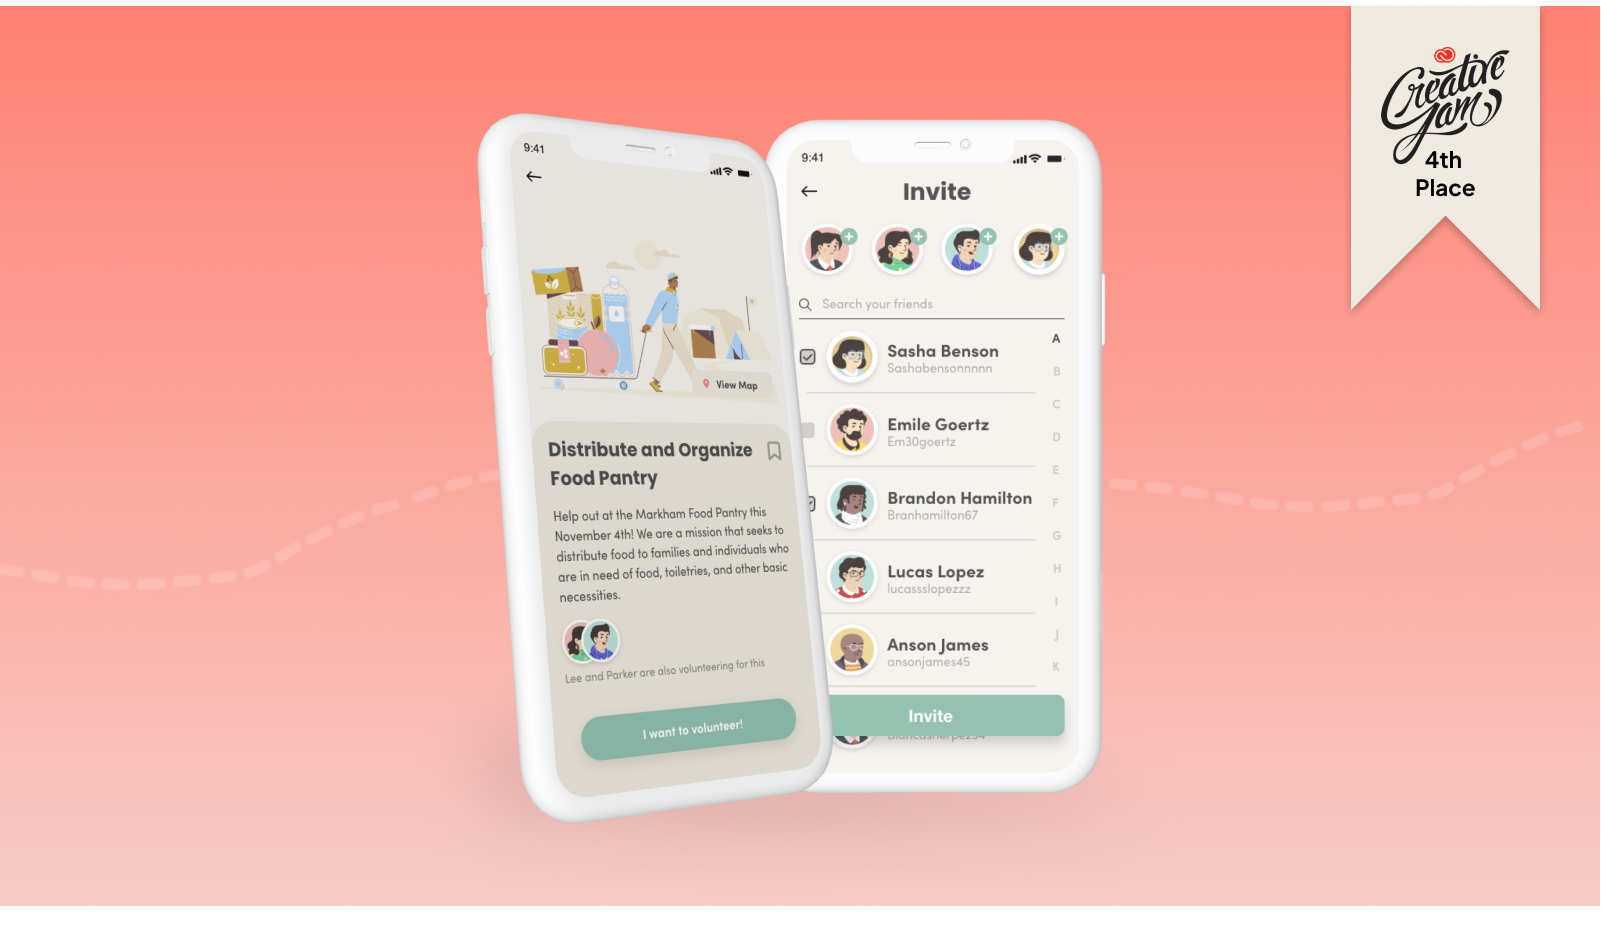 Creative
Jam
4th
Place
9:41
View Map
Distribute and Organize
Food Pantry
Help out at the Markham Food Pantry this
November 4th! We are a mission that seeks to
distribute food to families and individuals who
are in need of food, toiletries, and other basic
necessities.
Lee and Parker are also volunteering for this
I want to volunteer!
9:41
Invite
Search your friends
Sasha Benson
Sashabensonnnnn
Emile Goertz
Em30goertz
Brandon Hamilton
Branhamilton67
Lucas Lopez
lucassslopezzz
Anson James
ansonjames45
A
B
C
D
E
F
G
H
I
J
K
Invite